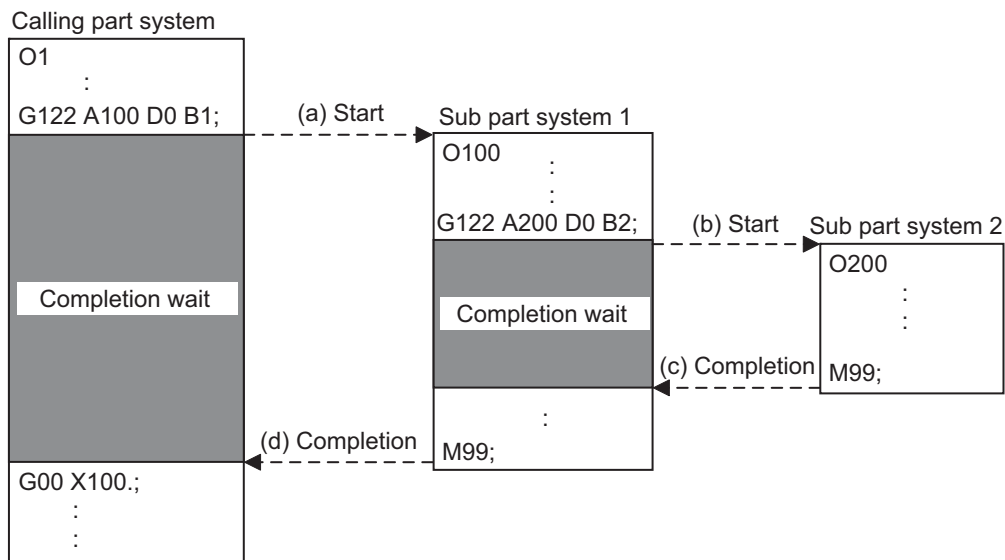 Calling part system
O1
:
G122 A100 D0 B1;
(a) Start
Completion wait
Sub part system 1
O100
:
:
G122 A200 D0 B2;
(b) Start
Completion wait
Sub part system 2
O200
:
:
M99;
(c) Completion
:
M99;
(d) Completion
G00 X100.;
:
: